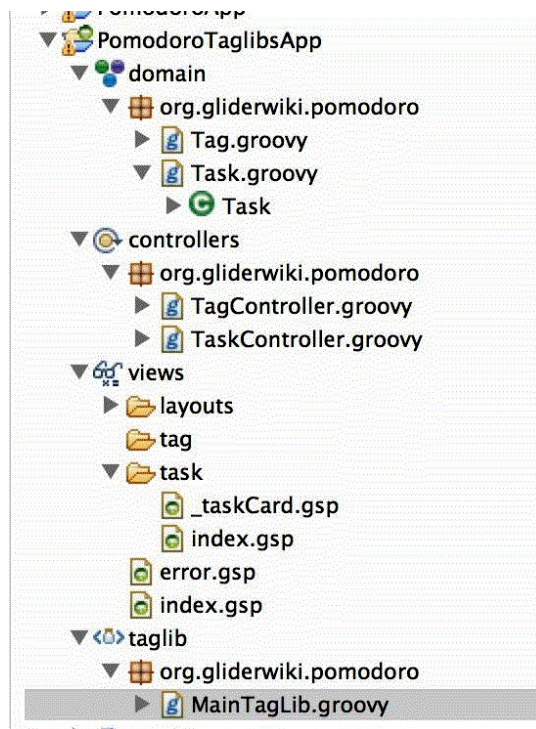 PomodoroApp
PomodoroTaglibsApp
domain
org.gliderwiki.pomodoro
Tag.groovy
Task.groovy
Task
controllers
org.gliderwiki.pomodoro
TagController.groovy
TaskController.groovy
views
layouts
tag
task
_taskCard.gsp
index.gsp
error.gsp
index.gsp
taglib
org.gliderwiki.pomodoro
MainTagLib.groovy